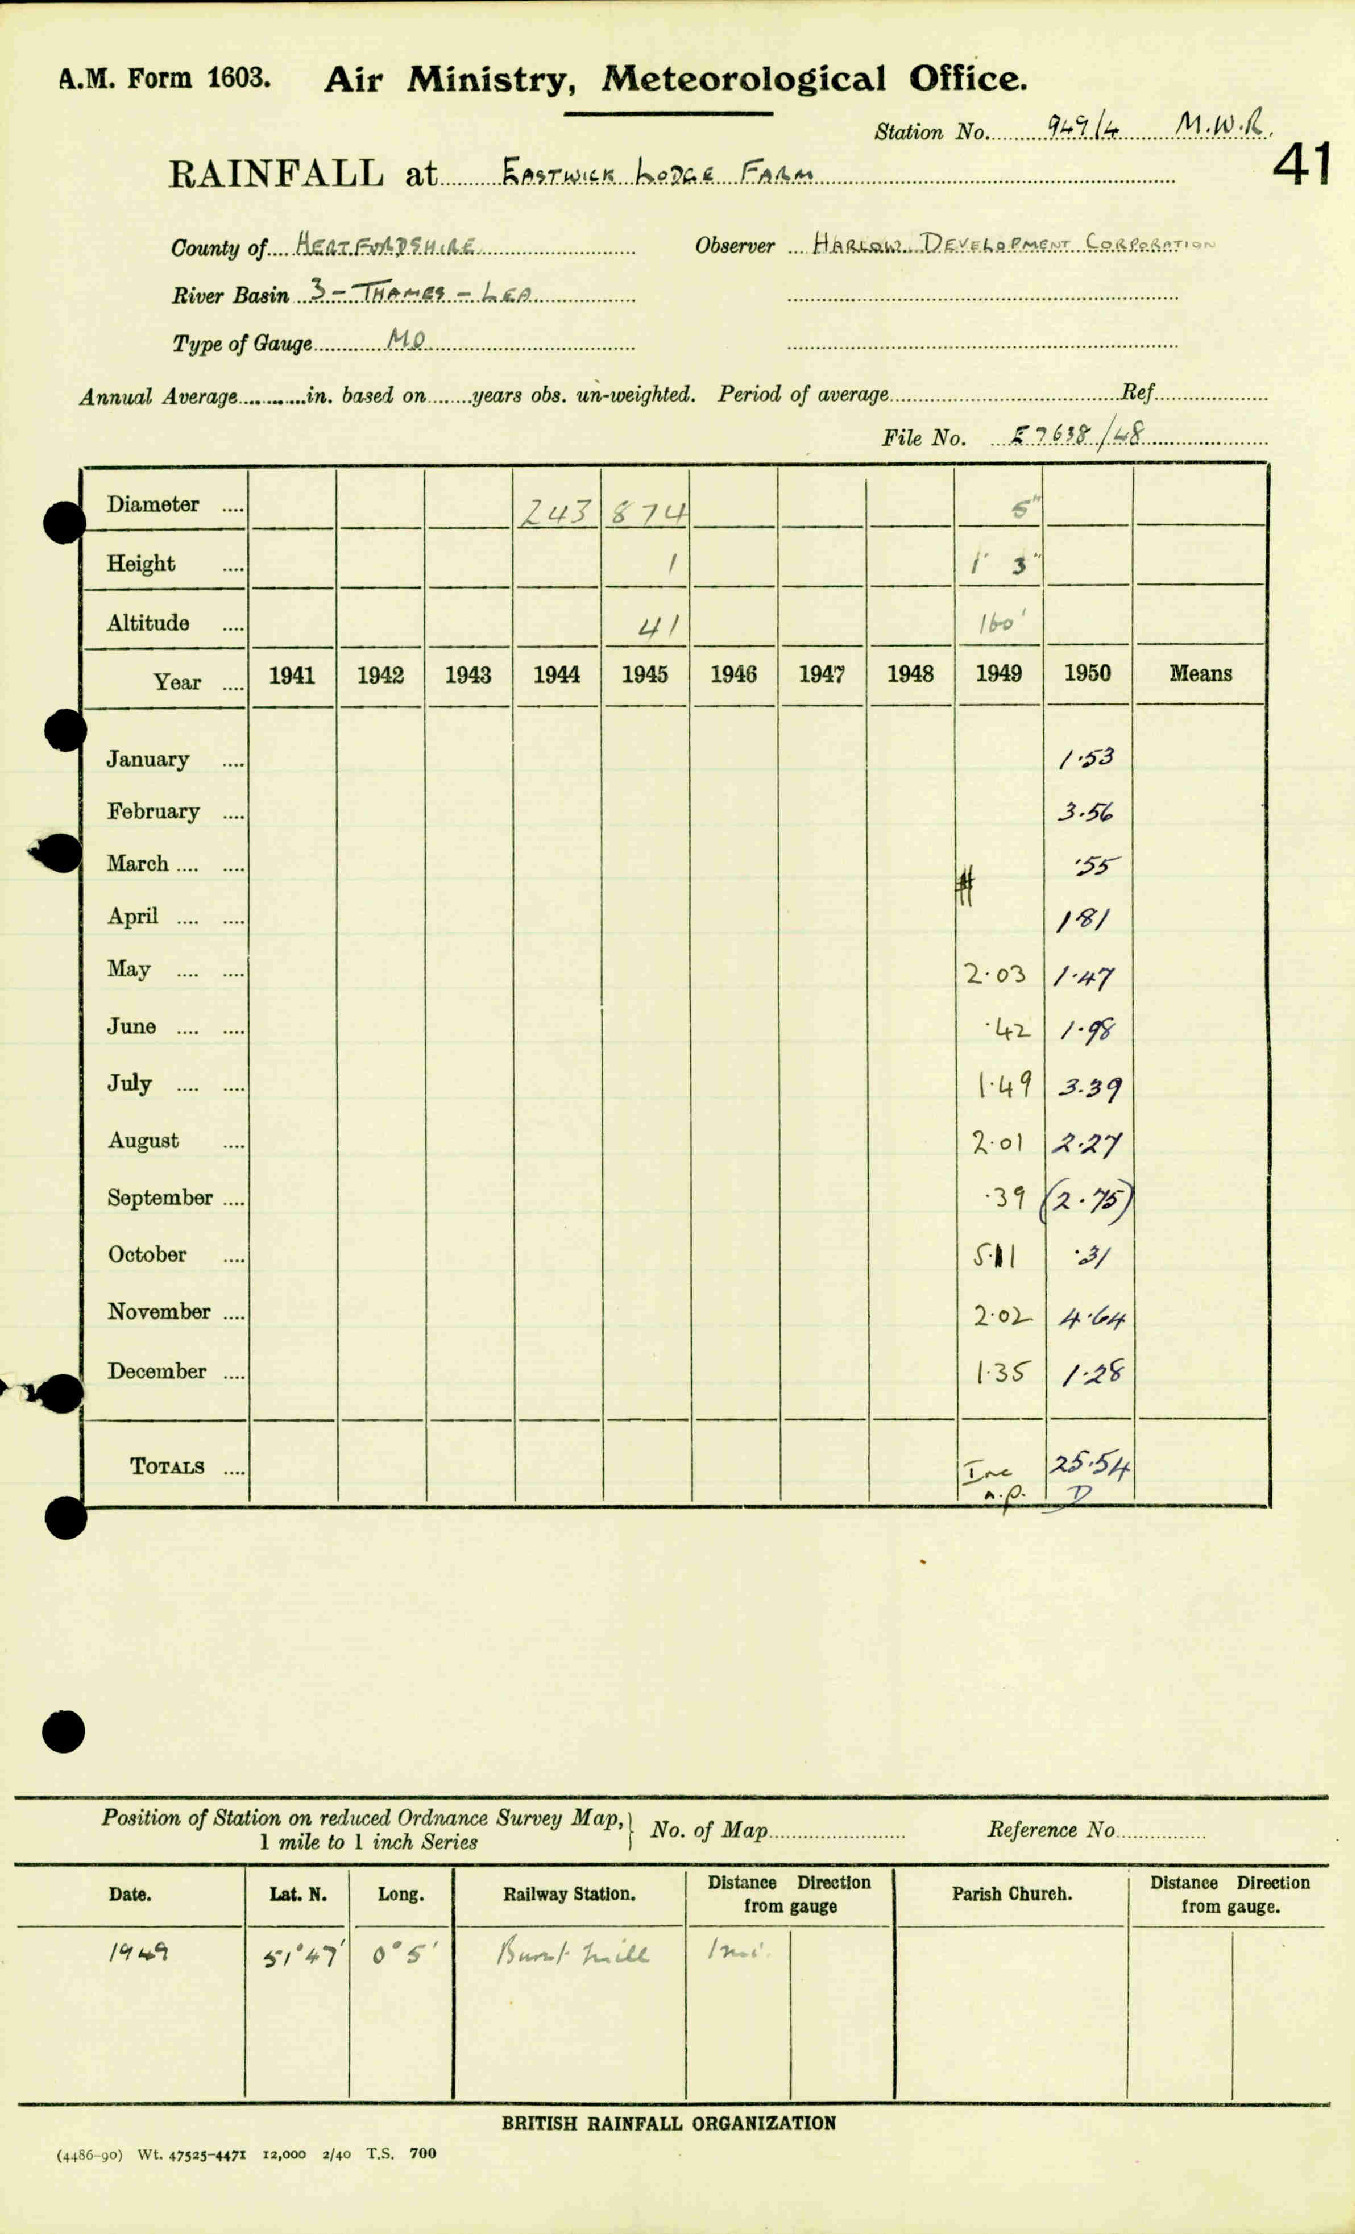 A.M. Form 1603. Air Ministry, Meteorological Office.
Station No. 949/4 M.W.R.
41
RAINFALL at EASTWICK LODGE FARM
County of HERTFORDSHIRE Observer HARLOW DEVELOPMENT CORPORATION
River Basin 3 - THAMES - LEA
Type of Gauge MO
Annual Average in. based on years obs. un-weighted. Period of average Ref
File No. E7638/48
Diameter 243 874 5"
Height 1 1' 3"
Altitude 41 160'
Year 1941 1942 1943 1944 1945 1946 1947 1948 1949 1950 Means
January 1.53
February 3.56
March .55
April 1.81
May 2.03 1.47
June .42 1.98
July 1.49 3.39
August 2.01 2.27
September .39 (2.75)
October 5.11 .31
November 2.02 4.64
December 1.35 1.28
TOTALS Inc 25.54
n.p. D
Position of Station on reduced Ordnance Survey Map, } No. of Map Reference No
1 mile to 1 inch Series
Date. Lat. N. Long. Railway Station. Distance Direction from gauge Parish Church. Distance Direction from gauge.
1949 51°47' 0°5' Burnt Mill 1 mi.
BRITISH RAINFALL ORGANIZATION
(4486-90) Wt. 47525-4471 12,000 2/40 T.S. 700